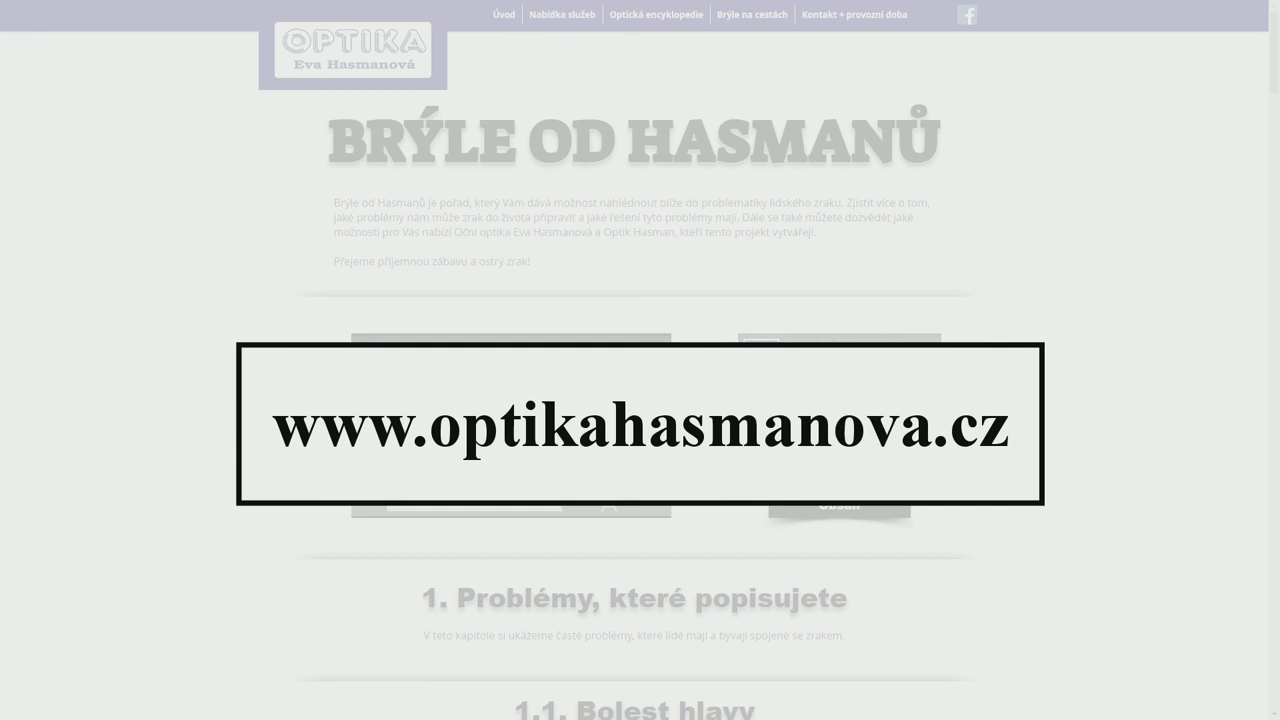 Úvod
Nabídka služeb
Optická encyklopedie
Brýle na cestách
Kontakt + provozní doba
OPTIKA
Eva Hasmanová
BRÝLE OD HASMANŮ
Brýle od Hasmanů je pořad, který Vám dává možnost nahlédnout blíže do problematiky lidského zraku. Zjistit více o tom,
jaké problémy nám může zrak do života připravit a jaké řešení tyto problémy mají. Dále se také můžete dozvědět jaké
možnosti pro Vás nabízí Oční optika Eva Hasmanová a Optik Hasman, kteří tento projekt vytvářejí.
Přejeme příjemnou zábavu a ostrý zrak!
www.optikahasmanova.cz
Obsah
1. Problémy, které popisujete
V této kapitole si ukážeme časté problémy, které lidé mají a bývají spojené se zrakem.
1.1. Bolest hlavy